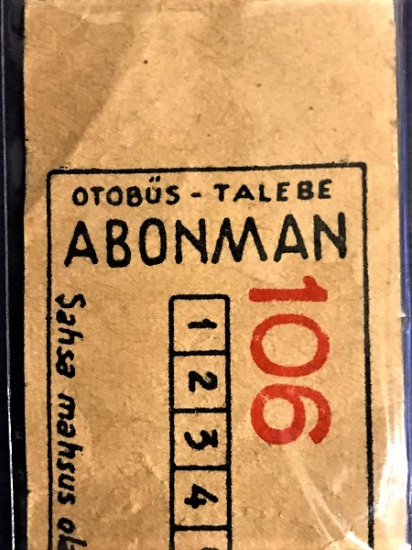 OTOBÜS - TALEBE
ABONMAN
106
1
2
3
4
Şahsa mahsus